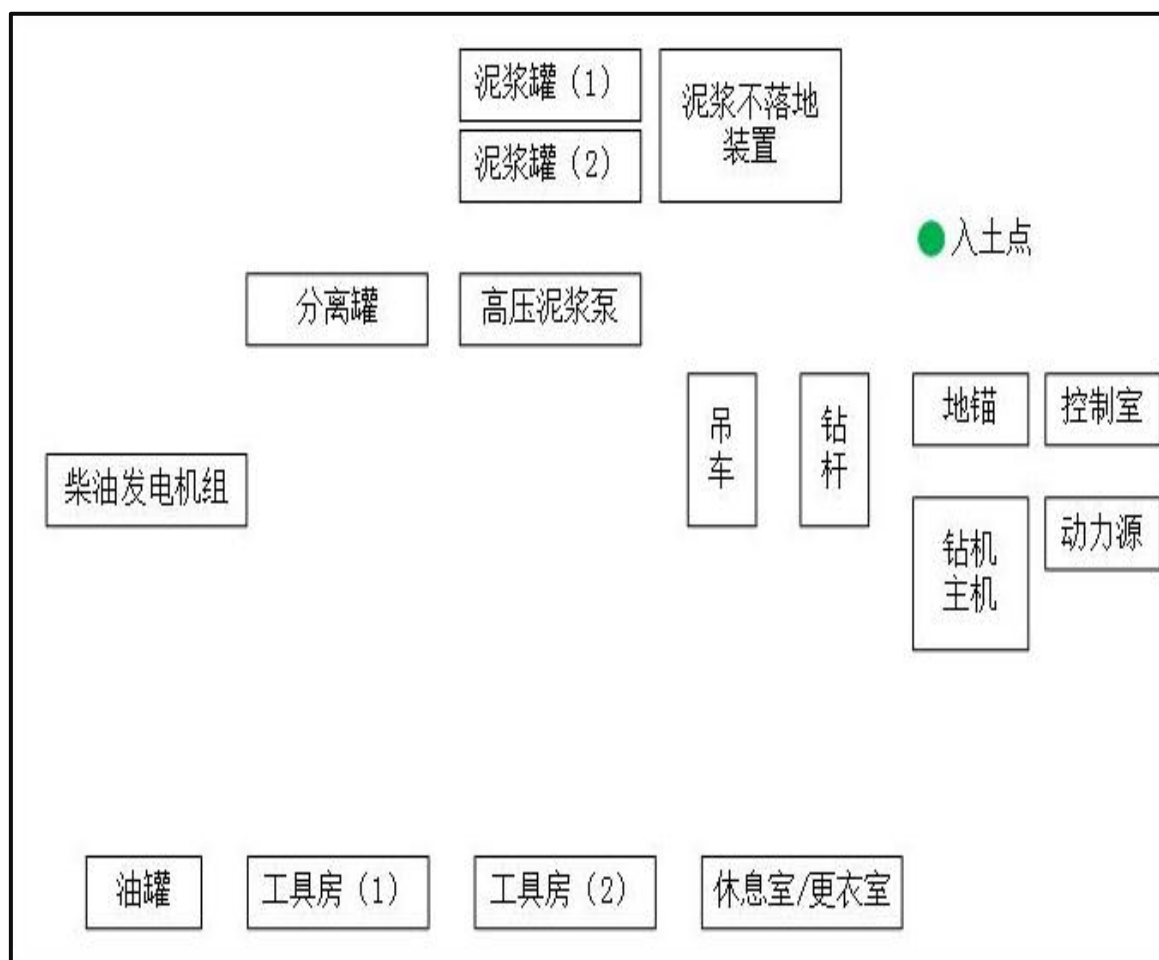 泥浆罐（1）
泥浆不落地
装置
泥浆罐（2）
入土点
分离罐
高压泥浆泵
吊
车
钻
杆
地锚
控制室
柴油发电机组
钻机
主机
动力源
油罐
工具房（1）
工具房（2）
休息室/更衣室